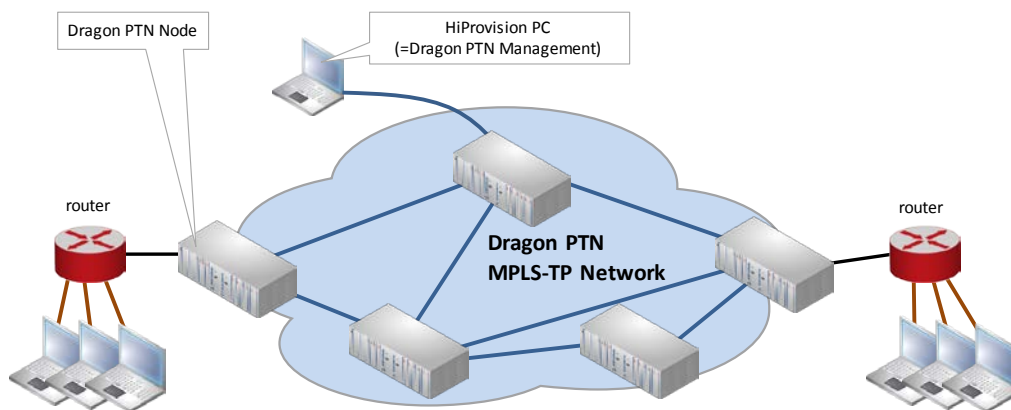 Dragon PTN Node
HiProvision PC
(=Dragon PTN Management)
router
router
Dragon PTN
MPLS-TP Network